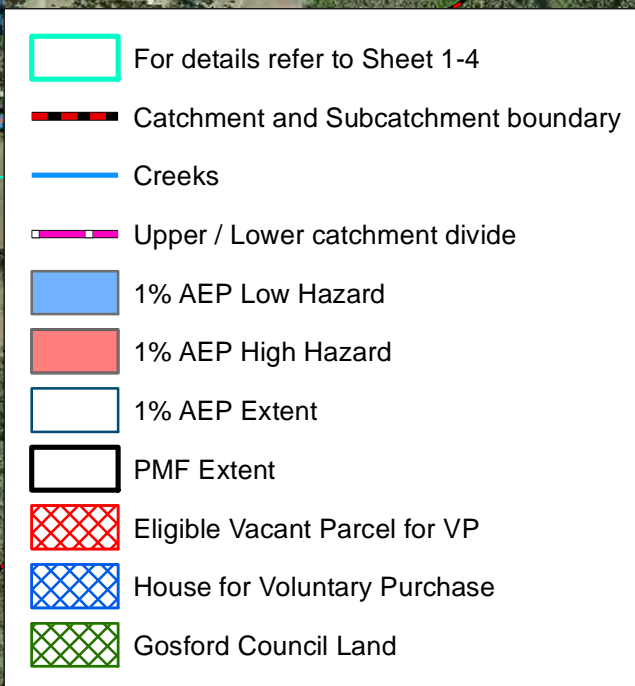 For details refer to Sheet 1-4
Catchment and Subcatchment boundary
Creeks
Upper / Lower catchment divide
1% AEP Low Hazard
1% AEP High Hazard
1% AEP Extent
PMF Extent
Eligible Vacant Parcel for VP
House for Voluntary Purchase
Gosford Council Land